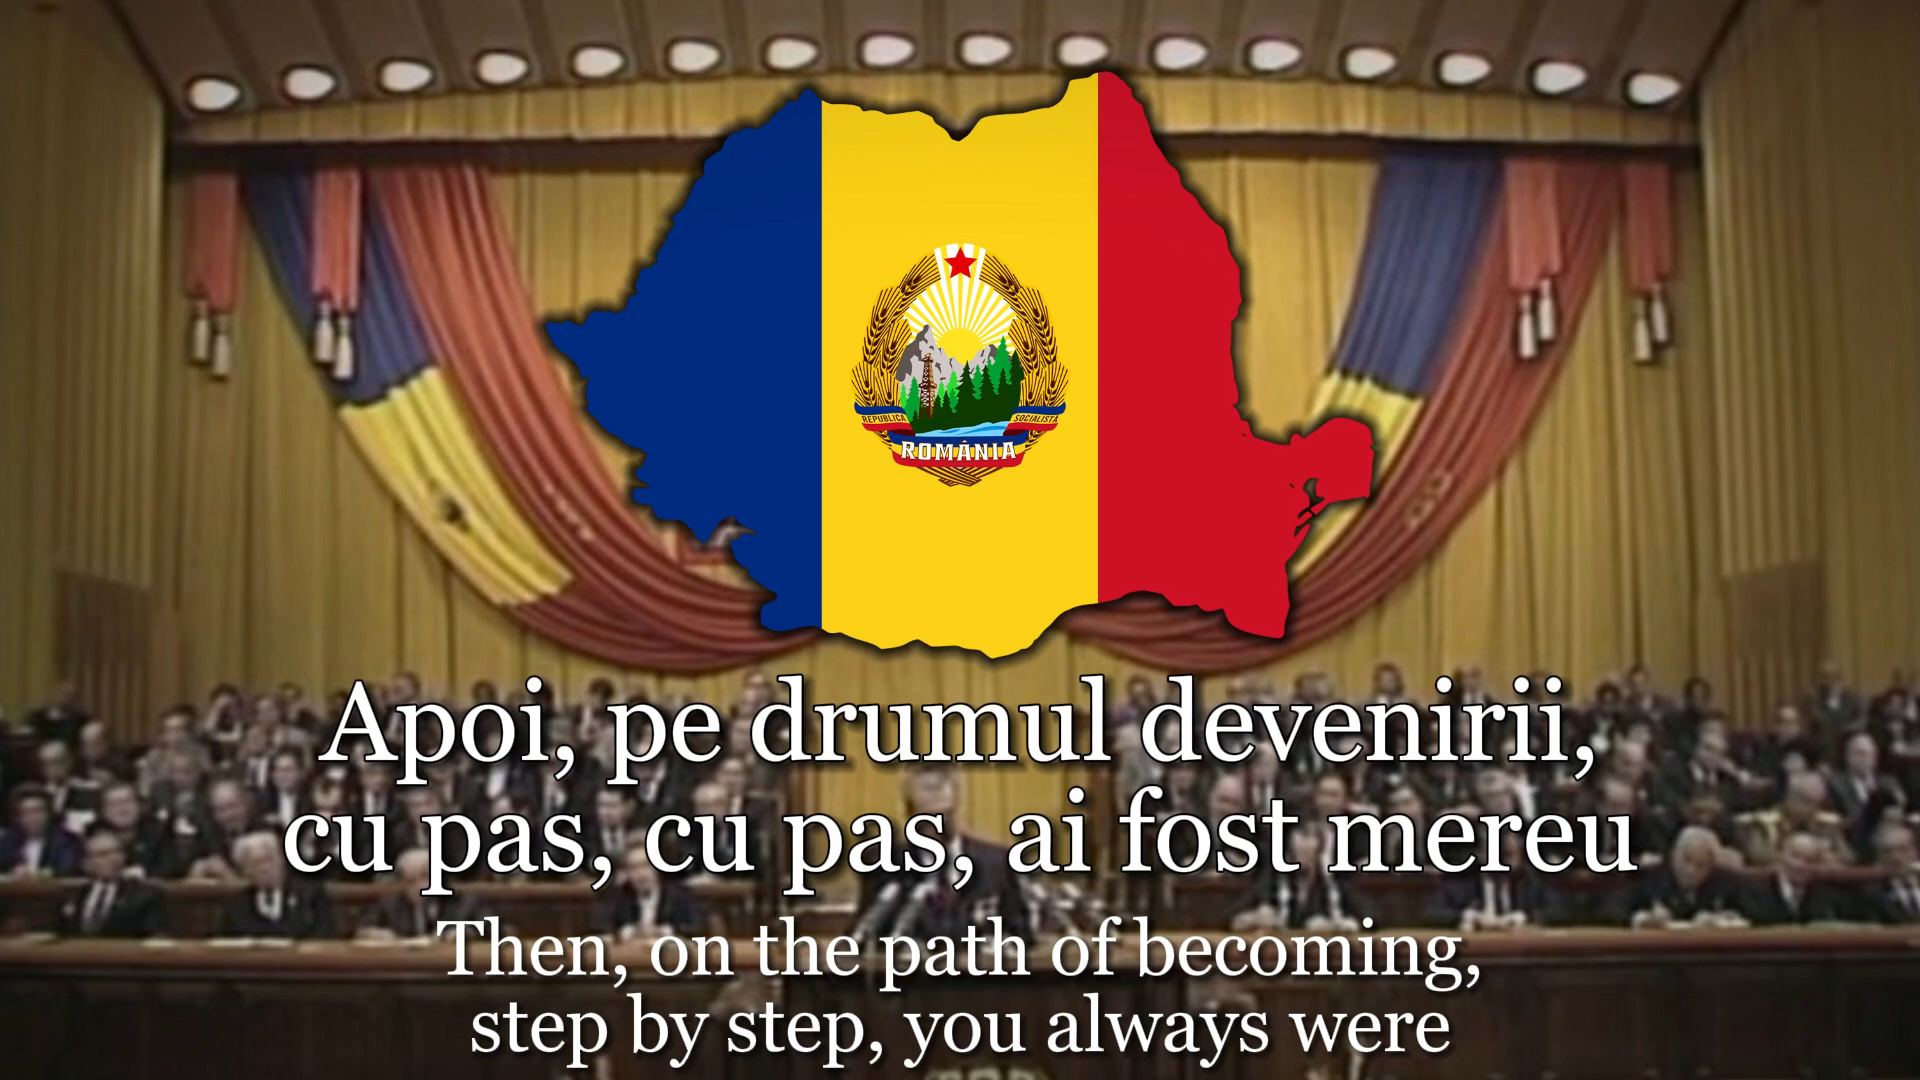 REPUBLICA SOCIALISTĂ
ROMÂNIA
Apoi, pe drumul devenirii,
cu pas, cu pas, ai fost mereu
Then, on the path of becoming,
step by step, you always were